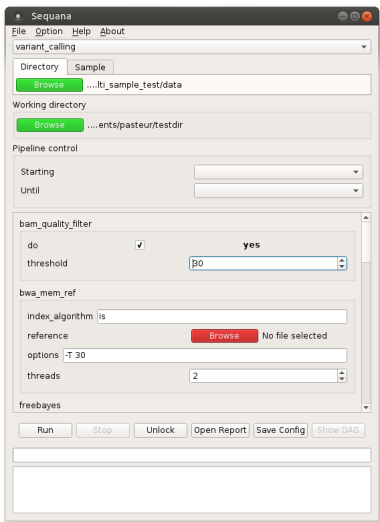 Sequana
File Option Help About
variant_calling
Directory Sample
Browse ....lti_sample_test/data
Working directory
Browse ....ents/pasteur/testdir
Pipeline control
Starting
Until
bam_quality_filter
do yes
threshold 30
bwa_mem_ref
index_algorithm is
reference Browse No file selected
options -T 30
threads 2
freebayes
Run Stop Unlock Open Report Save Config Show DAG